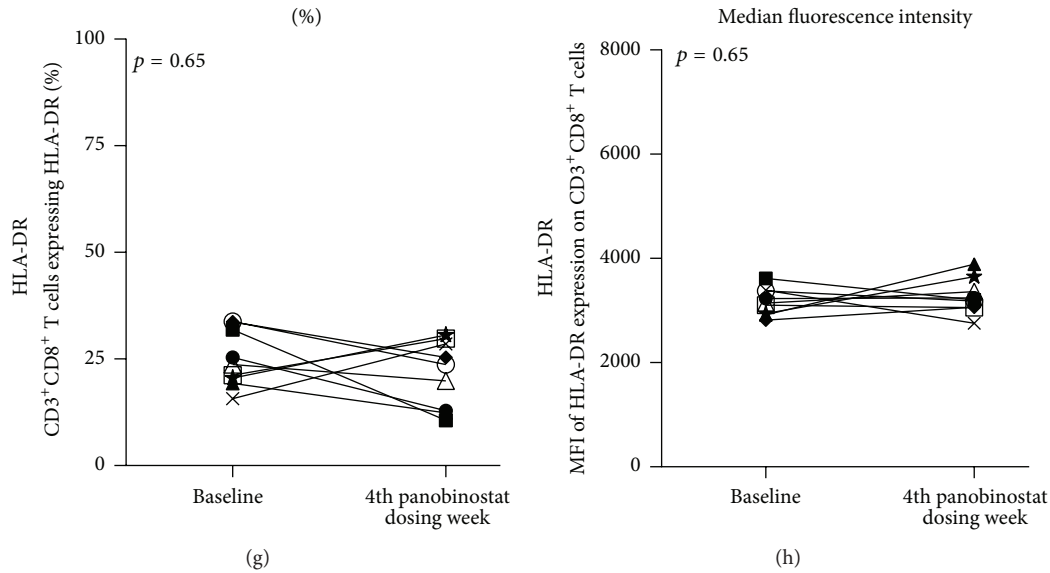 (%)
100
75
50
25
0
p = 0.65
HLA-DR
CD3+CD8+ T cells expressing HLA-DR (%)
Baseline
4th panobinostat
dosing week
(g)
Median fluorescence intensity
8000
6000
4000
2000
0
p = 0.65
HLA-DR
MFI of HLA-DR expression on CD3+CD8+ T cells
Baseline
4th panobinostat
dosing week
(h)